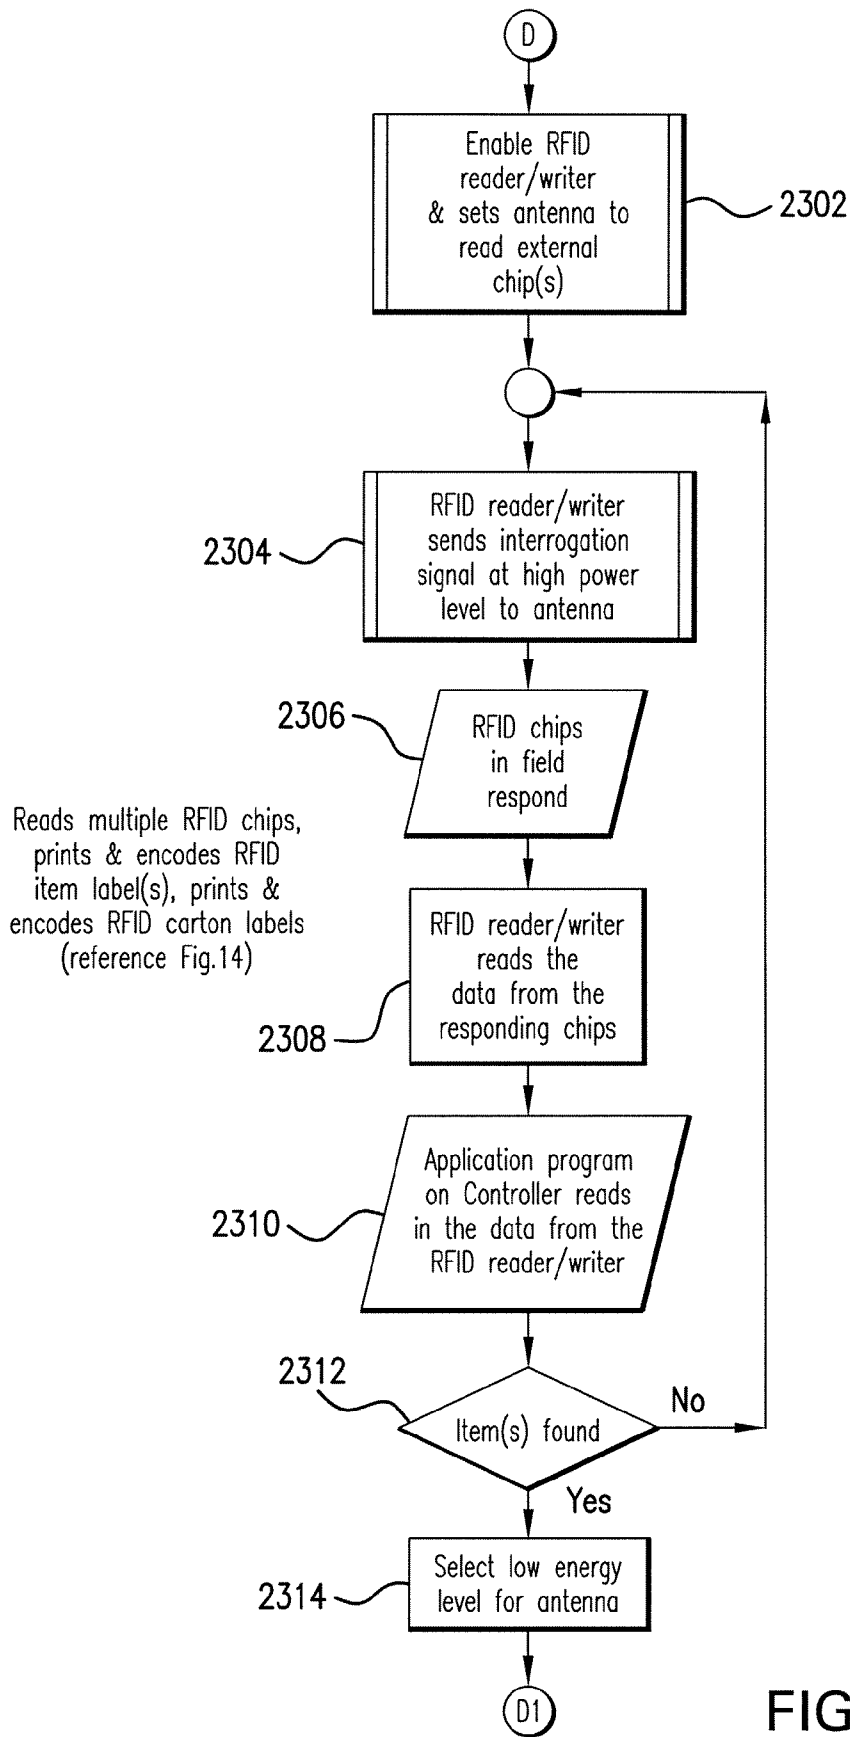 D
Enable RFID
reader/writer
& sets antenna to
read external
chip(s)
2302
RFID reader/writer
sends interrogation
signal at high power
level to antenna
2304
2306
RFID chips
in field
respond
Reads multiple RFID chips,
prints & encodes RFID
item label(s), prints &
encodes RFID carton labels
(reference Fig.14)
RFID reader/writer
reads the
data from the
responding chips
2308
Application program
on Controller reads
in the data from the
RFID reader/writer
2310
2312
Item(s) found
No
Yes
Select low energy
level for antenna
2314
D1
FIG